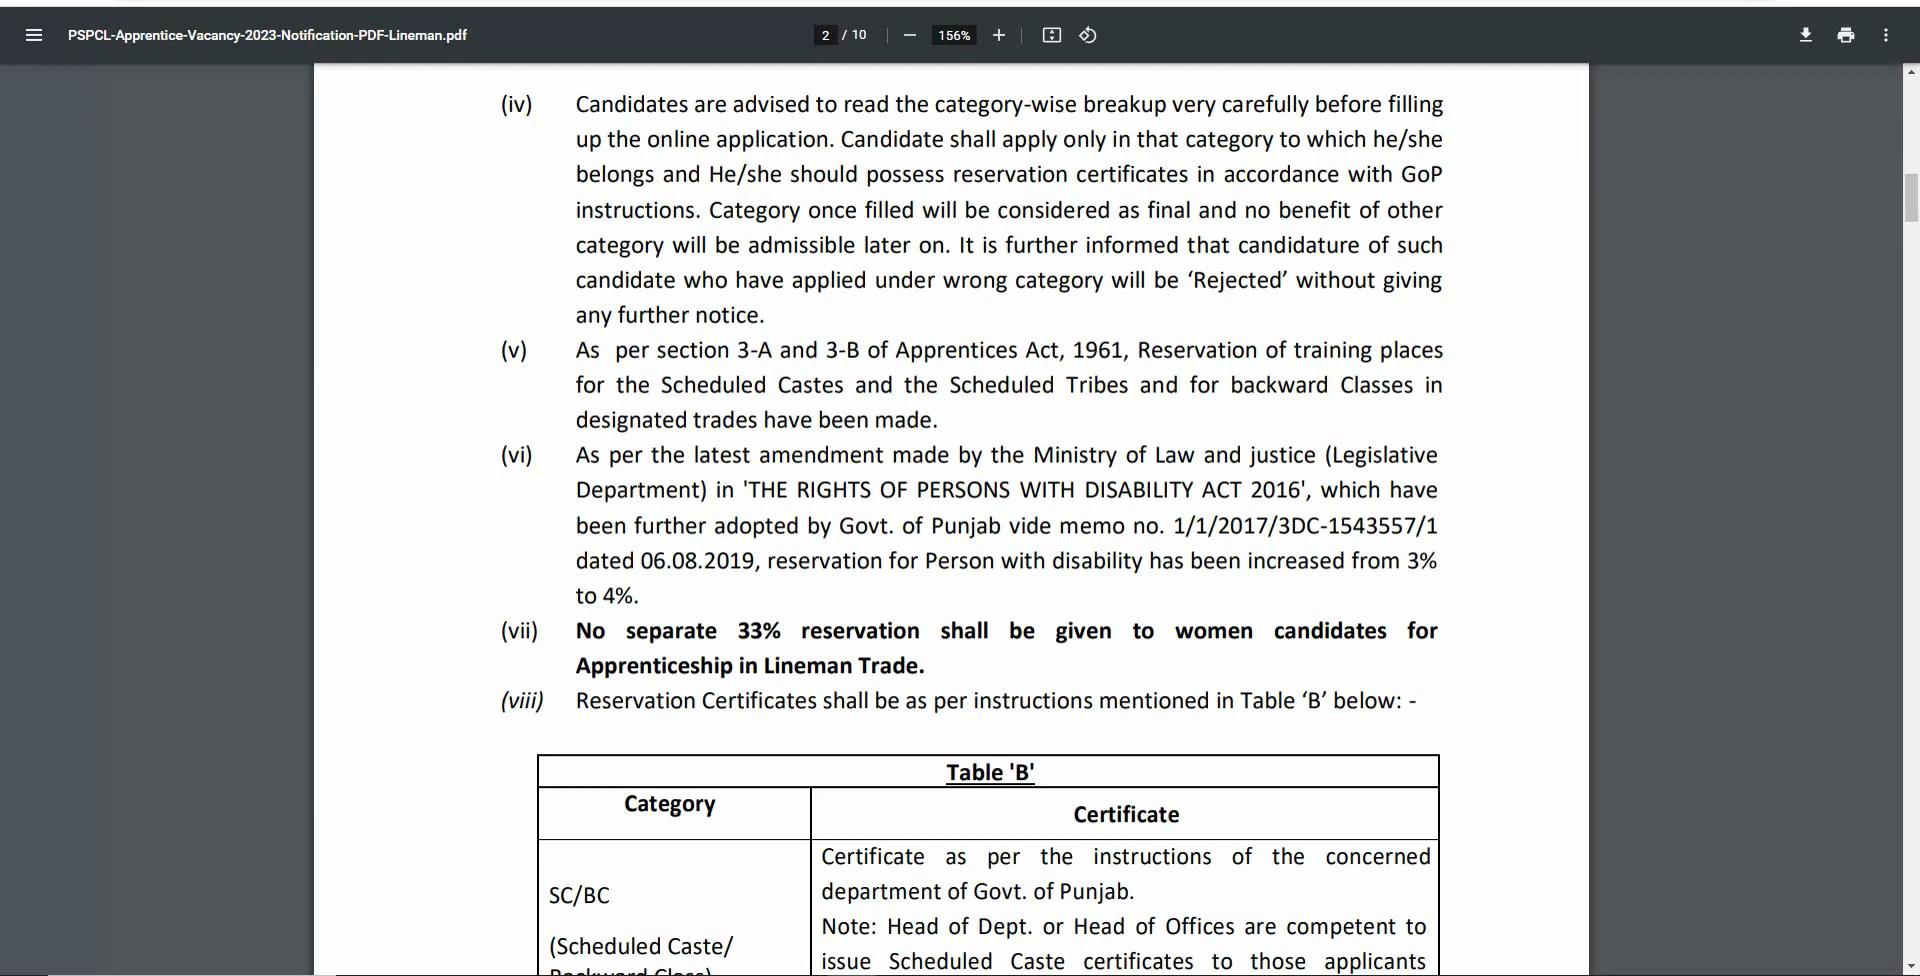 PSPCL-Apprentice-Vacancy-2023-Notification-PDF-Lineman.pdf
2 / 10
156%
(iv) Candidates are advised to read the category-wise breakup very carefully before filling
up the online application. Candidate shall apply only in that category to which he/she
belongs and He/she should possess reservation certificates in accordance with GoP
instructions. Category once filled will be considered as final and no benefit of other
category will be admissible later on. It is further informed that candidature of such
candidate who have applied under wrong category will be ‘Rejected’ without giving
any further notice.
(v) As per section 3-A and 3-B of Apprentices Act, 1961, Reservation of training places
for the Scheduled Castes and the Scheduled Tribes and for backward Classes in
designated trades have been made.
(vi) As per the latest amendment made by the Ministry of Law and justice (Legislative
Department) in 'THE RIGHTS OF PERSONS WITH DISABILITY ACT 2016', which have
been further adopted by Govt. of Punjab vide memo no. 1/1/2017/3DC-1543557/1
dated 06.08.2019, reservation for Person with disability has been increased from 3%
to 4%.
(vii) No separate 33% reservation shall be given to women candidates for
Apprenticeship in Lineman Trade.
(viii) Reservation Certificates shall be as per instructions mentioned in Table ‘B’ below: -
Table 'B'
Category
Certificate
SC/BC
(Scheduled Caste/
Backward Class)
Certificate as per the instructions of the concerned
department of Govt. of Punjab.
Note: Head of Dept. or Head of Offices are competent to
issue Scheduled Caste certificates to those applicants